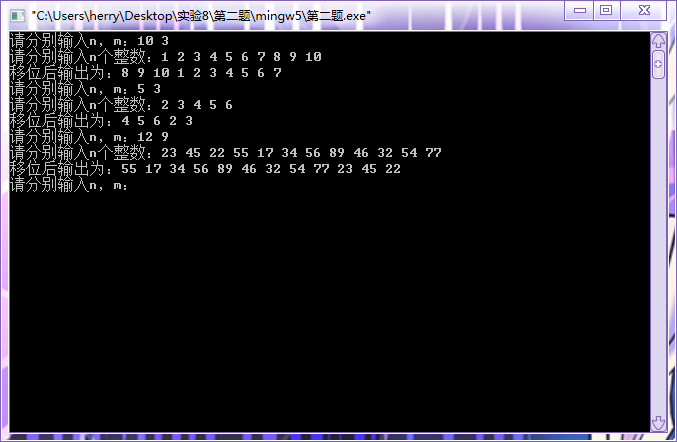 "C:\Users\herry\Desktop\实验8\第二题\mingw5\第二题.exe"
请分别输入n，m：10 3
请分别输入n个整数：1 2 3 4 5 6 7 8 9 10
移位后输出为：8 9 10 1 2 3 4 5 6 7
请分别输入n，m：5 3
请分别输入n个整数：2 3 4 5 6
移位后输出为：4 5 6 2 3
请分别输入n，m：12 9
请分别输入n个整数：23 45 22 55 17 34 56 89 46 32 54 77
移位后输出为：55 17 34 56 89 46 32 54 77 23 45 22
请分别输入n，m：